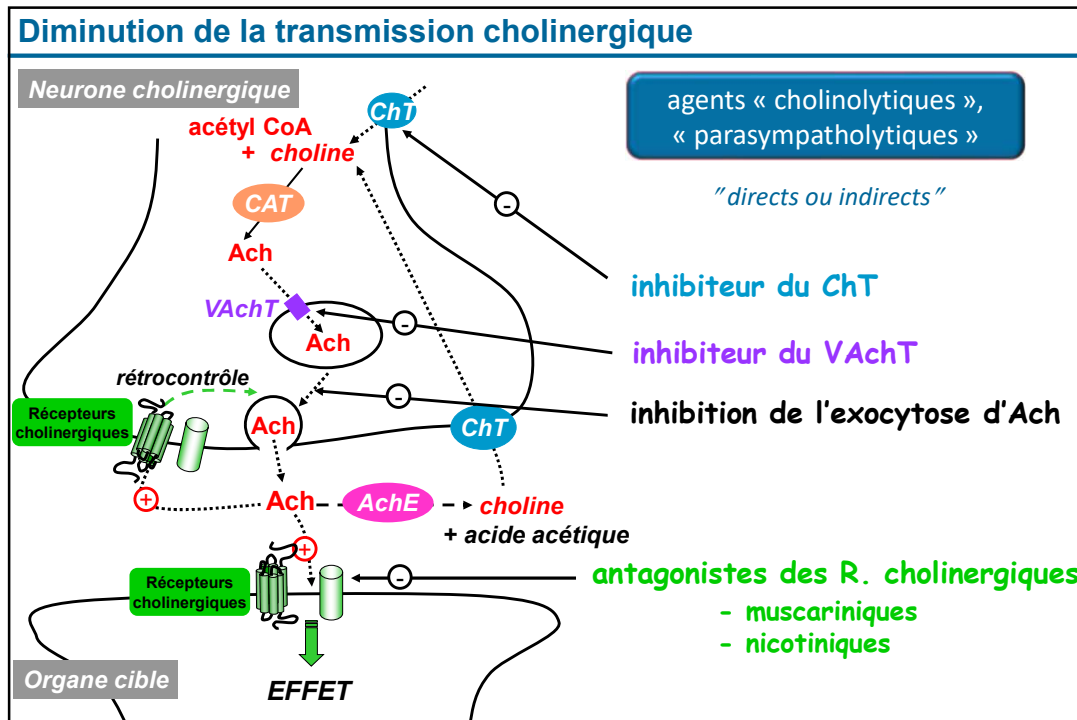 Diminution de la transmission cholinergique
Neurone cholinergique
agents « cholinolytiques »,
« parasympatholytiques »
"directs ou indirects"
ChT
acétyl CoA
+ choline
CAT
-
Ach
inhibiteur du ChT
VAchT
-
Ach
inhibiteur du VAchT
rétrocontrôle
-
inhibition de l'exocytose d'Ach
Récepteurs
cholinergiques
Ach
ChT
+
Ach
AchE
choline
+ acide acétique
+
Récepteurs
cholinergiques
-
antagonistes des R. cholinergiques
- muscariniques
- nicotiniques
Organe cible
EFFET